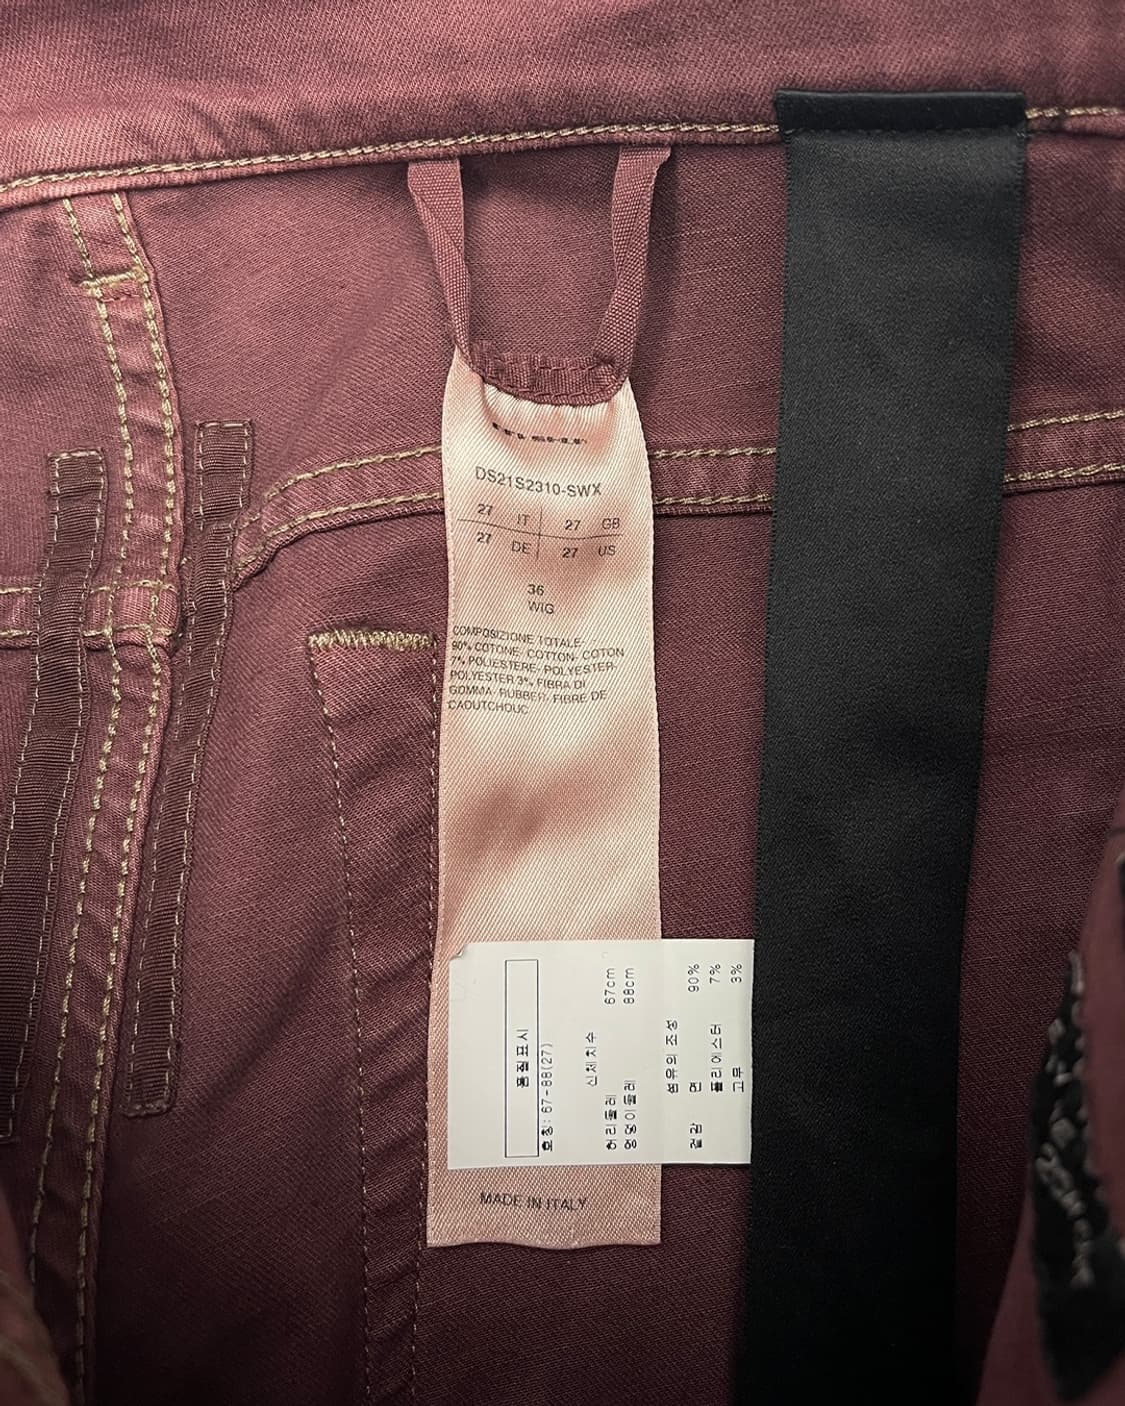 DS21S2310-SWX
27 IT 27 GB
27 DE 27 US
36
WIG
COMPOSIZIONE TOTALE-
90% COTONE- COTTON- COTON
7% POLIESTERE- POLYESTER-
POLYESTER 3% FIBRA DI
GOMMA- RUBBER- FIBRE DE
CAOUTCHOUC
품질표시
호칭: 67-88(27)
신체치수
허리둘레 67cm
엉덩이둘레 88cm
섬유의 조성
겉감 면 90%
폴리에스터 7%
고무 3%
MADE IN ITALY